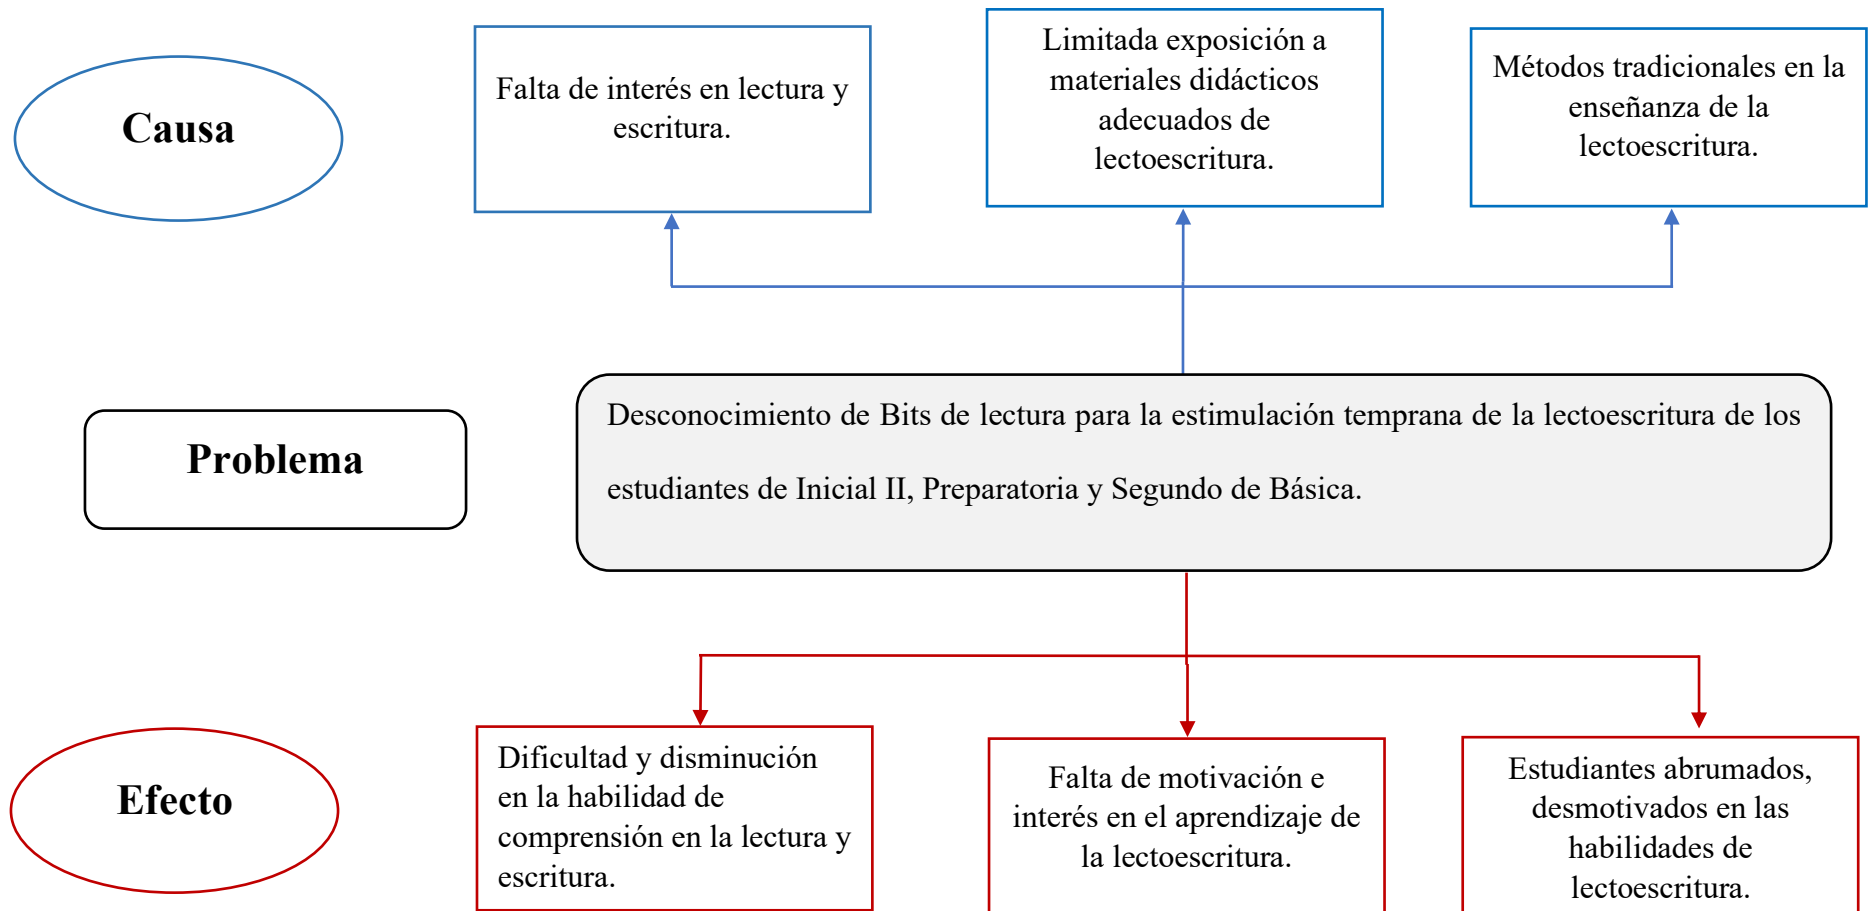 Causa
Falta de interés en lectura y
escritura.
Limitada exposición a
materiales didácticos
adecuados de
lectoescritura.
Métodos tradicionales en la
enseñanza de la
lectoescritura.
Problema
Desconocimiento de Bits de lectura para la estimulación temprana de la lectoescritura de los
estudiantes de Inicial II, Preparatoria y Segundo de Básica.
Efecto
Dificultad y disminución
en la habilidad de
comprensión en la lectura y
escritura.
Falta de motivación e
interés en el aprendizaje de
la lectoescritura.
Estudiantes abrumados,
desmotivados en las
habilidades de
lectoescritura.